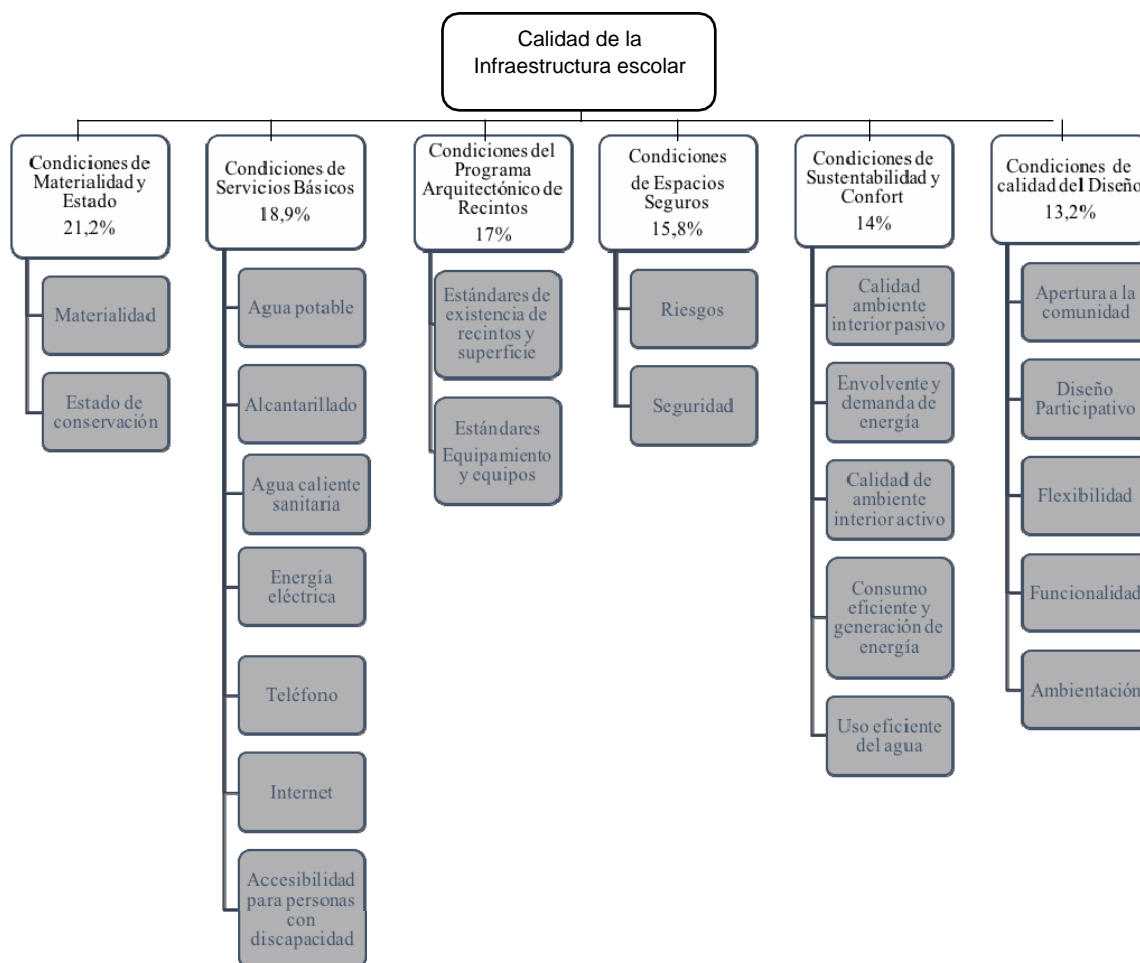 Calidad de la
Infraestructura escolar
Condiciones de
Materialidad y
Estado
21,2%
Materialidad
Estado de
conservación
Condiciones de
Servicios Básicos
18,9%
Agua potable
Alcantarillado
Agua caliente
sanitaria
Energía
eléctrica
Teléfono
Internet
Accesibilidad
para personas
con
discapacidad
Condiciones del
Programa
Arquitectónico de
Recintos
17%
Estándares de
existencia de
recintos y
superficie
Estándares
Equipamiento
y equipos
Condiciones
de Espacios
Seguros
15,8%
Riesgos
Seguridad
Condiciones de
Sustentabilidad y
Confort
14%
Calidad
ambiente
interior pasivo
Envolvente y
demanda de
energía
Calidad de
ambiente
interior activo
Consumo
eficiente y
generación de
energía
Uso eficiente
del agua
Condiciones de
calidad del Diseño
13,2%
Apertura a la
comunidad
Diseño
Participativo
Flexibilidad
Funcionalidad
Ambientación